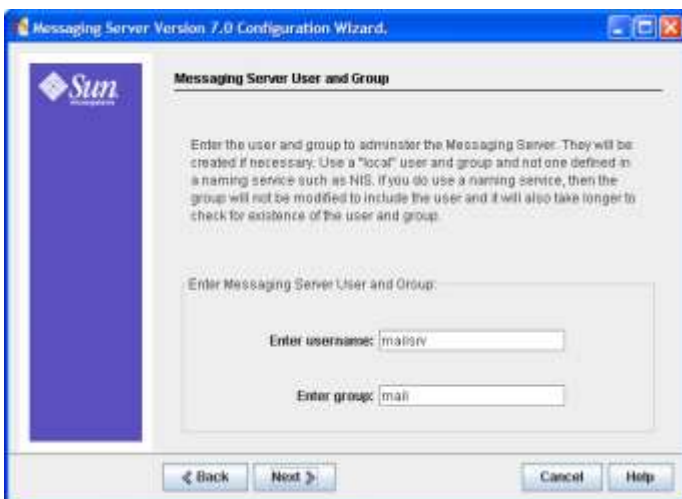 Messaging Server Version 7.0 Configuration Wizard.
Sun
microsystems
Messaging Server User and Group
Enter the user and group to adminster the Messaging Server. They will be
created if necessary. Use a "local" user and group and not one defined in
a naming service such as NIS. If you do use a naming service, then the
group will not be modified to include the user and it will also take longer to
check for existence of the user and group.
Enter Messaging Server User and Group:
Enter username: mailsrv
Enter group: mail
Back Next Cancel Help